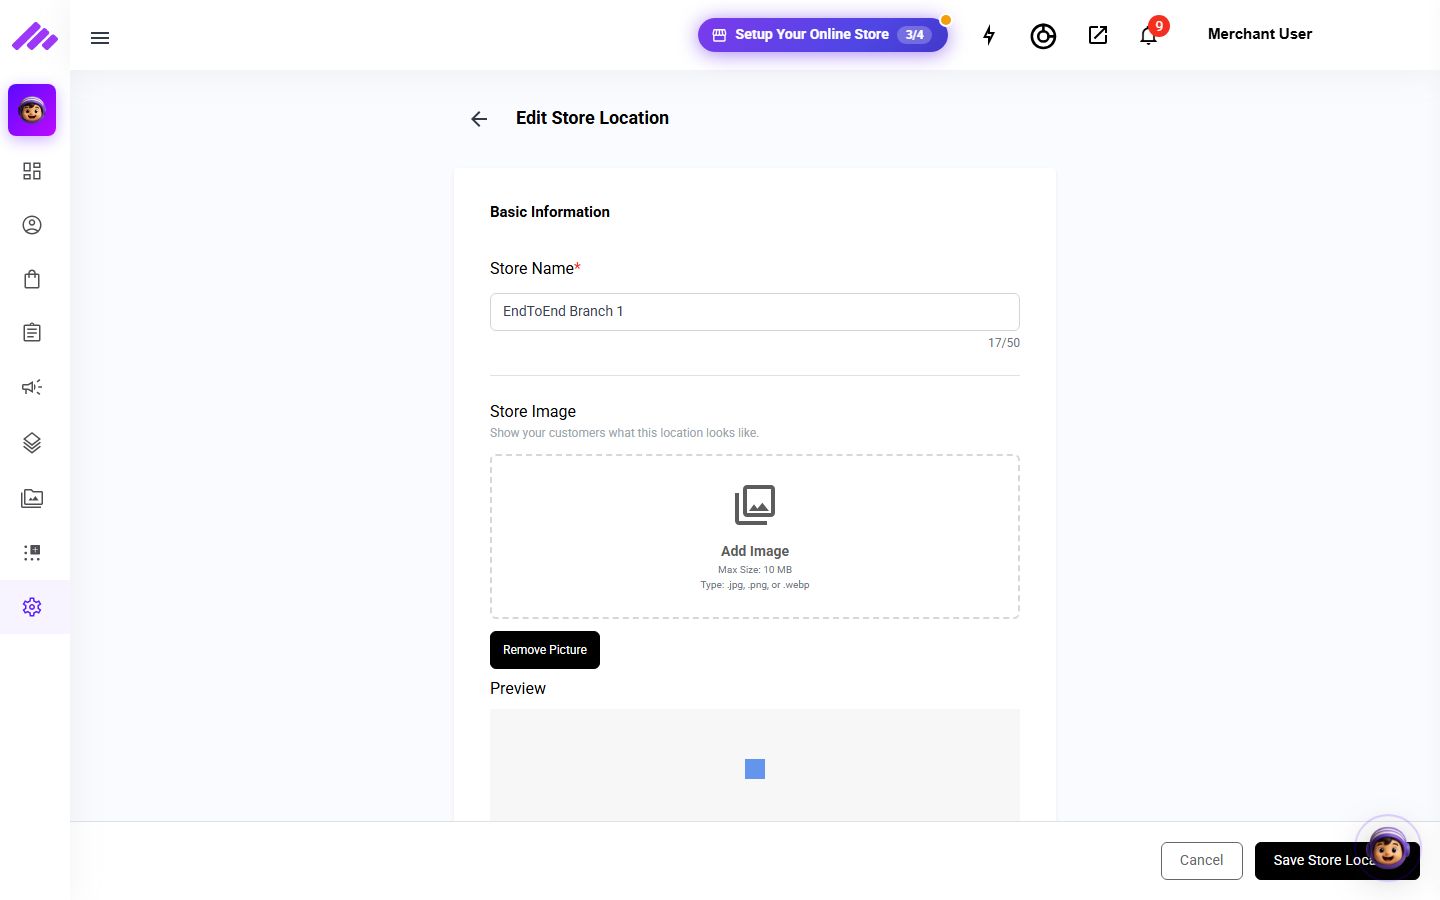 Setup Your Online Store 3/4
9
Merchant User
Edit Store Location
Basic Information
Store Name*
EndToEnd Branch 1
17/50
Store Image
Show your customers what this location looks like.
Add Image
Max Size: 10 MB
Type: .jpg, .png, or .webp
Remove Picture
Preview
Cancel
Save Store